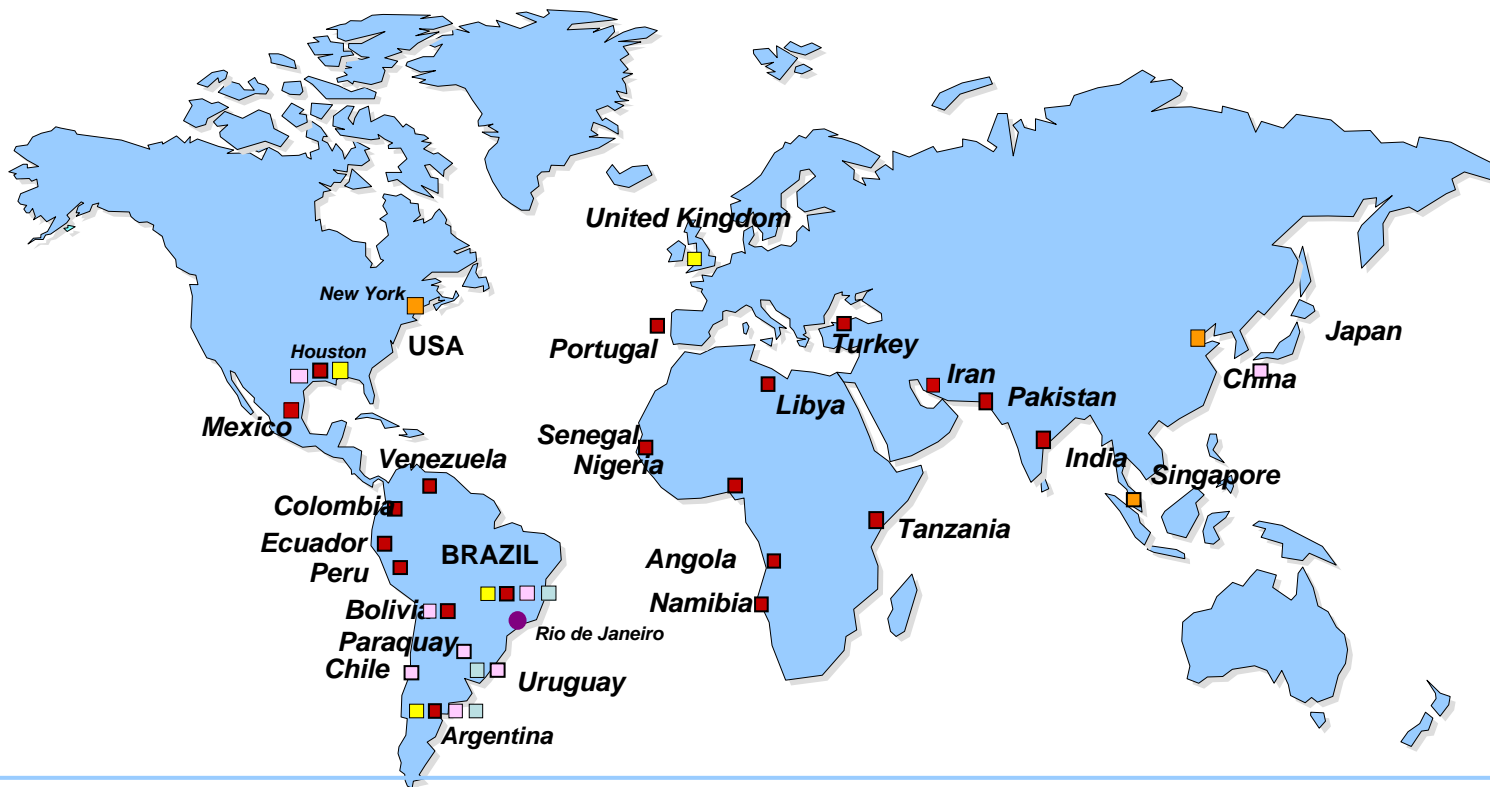 United Kingdom
New York
USA
Japan
Houston
Portugal
Turkey
Iran
China
Pakistan
Libya
Mexico
Senegal
Nigeria
Venezuela
India
Singapore
Colombia
Tanzania
Ecuador
BRAZIL
Angola
Peru
Bolivia
Namibia
Rio de Janeiro
Paraquay
Chile
Uruguay
Argentina